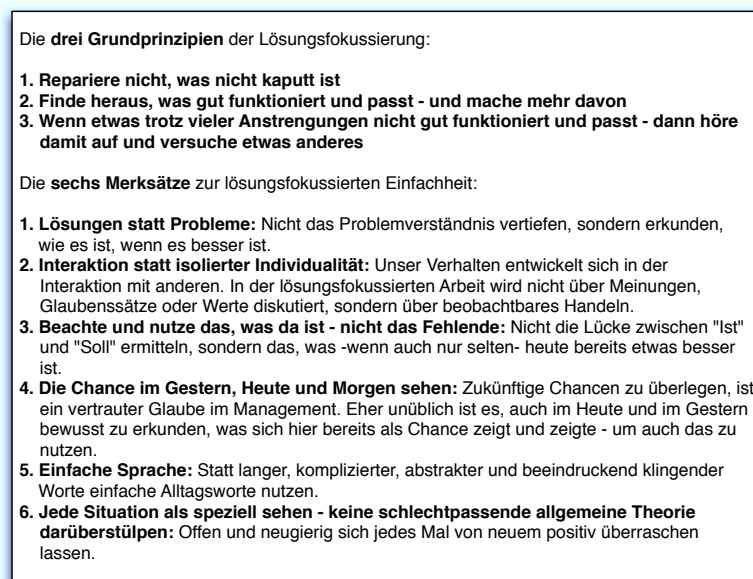 Die drei Grundprinzipien der Lösungsfokussierung:
1. Repariere nicht, was nicht kaputt ist
2. Finde heraus, was gut funktioniert und passt - und mache mehr davon
3. Wenn etwas trotz vieler Anstrengungen nicht gut funktioniert und passt - dann höre
damit auf und versuche etwas anderes
Die sechs Merksätze zur lösungsfokussierten Einfachheit:
1. Lösungen statt Probleme: Nicht das Problemverständnis vertiefen, sondern erkunden,
wie es ist, wenn es besser ist.
2. Interaktion statt isolierter Individualität: Unser Verhalten entwickelt sich in der
Interaktion mit anderen. In der lösungsfokussierten Arbeit wird nicht über Meinungen,
Glaubenssätze oder Werte diskutiert, sondern über beobachtbares Handeln.
3. Beachte und nutze das, was da ist - nicht das Fehlende: Nicht die Lücke zwischen "Ist"
und "Soll" ermitteln, sondern das, was -wenn auch nur selten- heute bereits etwas besser
ist.
4. Die Chance im Gestern, Heute und Morgen sehen: Zukünftige Chancen zu überlegen, ist
ein vertrauter Glaube im Management. Eher unüblich ist es, auch im Heute und im Gestern
bewusst zu erkunden, was sich hier bereits als Chance zeigt und zeigte - um auch das zu
nutzen.
5. Einfache Sprache: Statt langer, komplizierter, abstrakter und beeindruckend klingender
Worte einfache Alltagsworte nutzen.
6. Jede Situation als speziell sehen - keine schlechtpassende allgemeine Theorie
darüberstülpen: Offen und neugierig sich jedes Mal von neuem positiv überraschen
lassen.